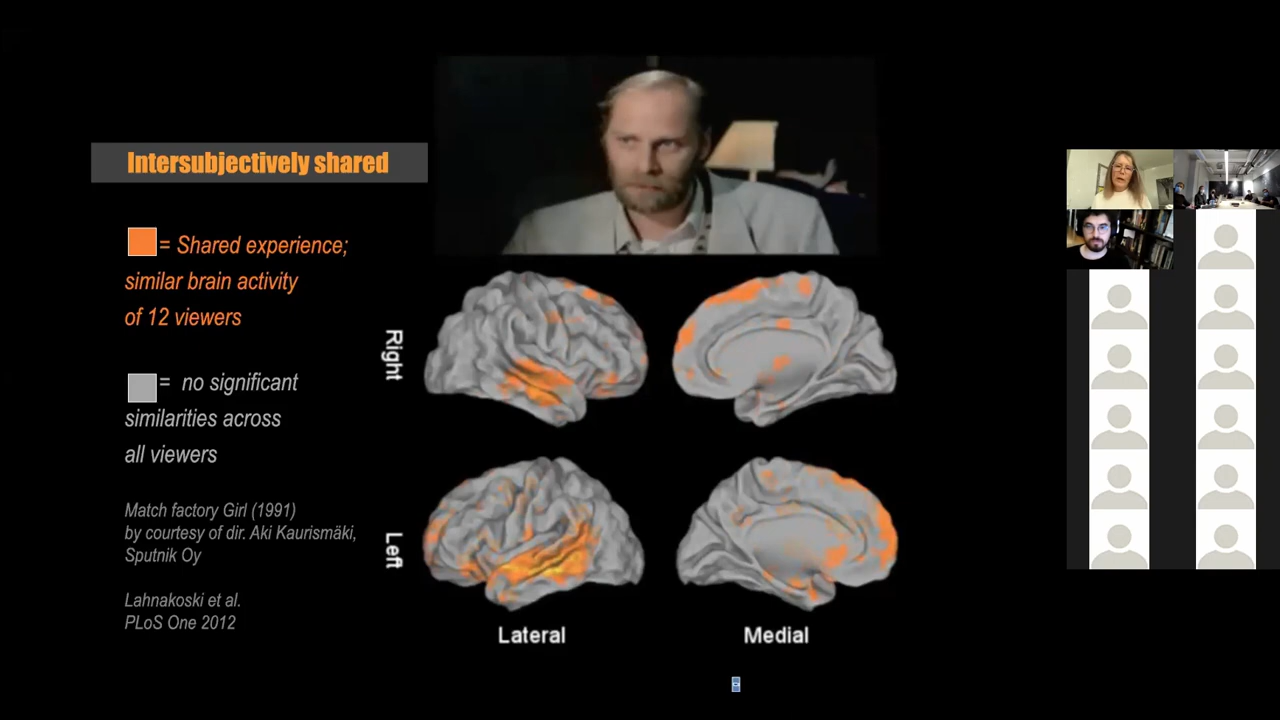 Intersubjectively shared
= Shared experience;
similar brain activity
of 12 viewers
= no significant
similarities across
all viewers
Match factory Girl (1991)
by courtesy of dir. Aki Kaurismäki,
Sputnik Oy
Lahnakoski et al.
PLoS One 2012
Right
Left
Lateral
Medial